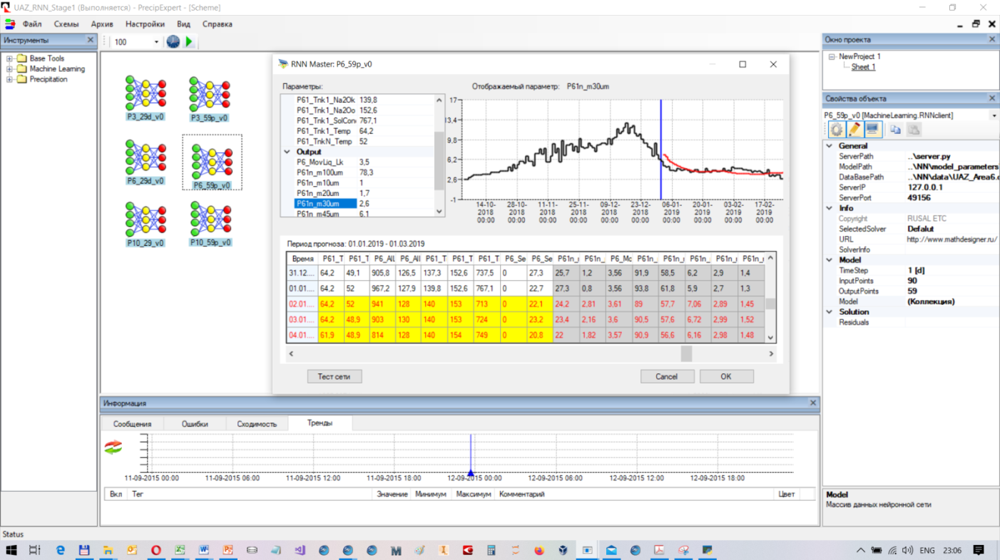 UAZ_RNN_Stage1 (Выполняется) - PrecipExpert - [Scheme]
Файл Схемы Архив Настройки Вид Справка
Инструменты
100
Base Tools
Machine Learning
Precipitation
P3_29d_v0 P3_59p_v0
P6_29d_v0 P6_59p_v0
P10_29_v0 P10_59p_v0
RNN Master: P6_59p_v0
Параметры:
P61_Tnk1_Na2Ok 139,8
P61_Tnk1_Na2Oo 152,6
P61_Tnk1_SolCon 767,1
P61_Tnk1_Temp 64,2
P61_TnkN_Temp 52
Output
P6_MovLiq_Lk 3,5
P61n_m100um 78,3
P61n_m10um 1
P61n_m20um 1,7
P61n_m30um 2,6
P61n_m45um 6,1
Отображаемый параметр: P61n_m30um
17
13,4
9,8
6,2
2,6
-1
14-10- 28-10- 11-11- 25-11- 09-12- 23-12- 06-01- 20-01- 03-02- 17-02-
2018 2018 2018 2018 2018 2018 2019 2019 2019 2019
00:00 00:00 00:00 00:00 00:00 00:00 00:00 00:00 00:00 00:00
Период прогноза: 01.01.2019 - 01.03.2019
Время P61_T P61_T P6_AlL P6_All P61_T P61_T P61_T P6_Se P6_Se P61n_ P61n_ P6_Mo P61n_ P61n_ P61n_ P61n_ P61n_
31.12.... 64,2 49,1 905,8 126,5 137,3 152,6 737,5 0 27,3 25,7 1,2 3,56 91,9 58,5 6,2 2,9 1,4
01.01.... 64,2 52 967,2 127,9 139,8 152,6 767,1 0 22,7 27,3 0,8 3,56 93,8 61,8 5,9 2,7 1,3
02.01.... 64,2 52 941 128 140 153 713 0 22,1 24,2 2,81 3,61 89 57,7 7,06 2,89 1,45
03.01.... 64,2 48,9 903 130 140 153 724 0 23,2 23,4 2,16 3,6 90,5 57,6 6,72 2,99 1,52
04.01.... 61,9 48,9 814 128 140 154 749 0 20,8 22 1,82 3,57 90,9 56,6 6,16 2,98 1,48
Тест сети Cancel OK
Окно проекта
NewProject 1
Sheet 1
Свойства объекта
P6_59p_v0 [MachineLearning.RNNclient]
General
ServerPath ..\server.py
ModelPath ..\NN\model_parameters
DataBasePath ..\NN\data\UAZ_Area6.c
ServerIP 127.0.0.1
ServerPort 49156
Info
Copyright RUSAL ETC
SelectedSolver Defalut
URL http://www.mathdesigner.ru/
SolverInfo
Model
TimeStep 1 [d]
InputPoints 90
OutputPoints 59
Model (Коллекция)
Solution
Residuals
Model
Массив данных нейронной сети
Информация
Сообщения Ошибки Сходимость Тренды
11-09-2015 00:00 11-09-2015 06:00 11-09-2015 12:00 11-09-2015 18:00 12-09-2015 00:00 12-09-2015 06:00 12-09-2015 12:00 12-09-2015 18:00
Вкл Тег Значение Минимум Максимум Комментарий Цвет
Status
ENG 23:06